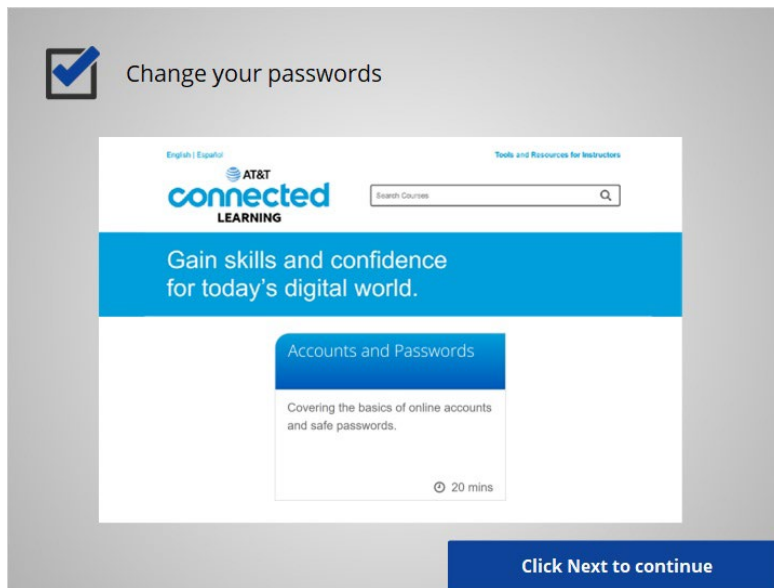 Change your passwords
English | Español
Tools and Resources for Instructors
AT&T
connected
LEARNING
Search Courses
Gain skills and confidence
for today's digital world.
Accounts and Passwords
Covering the basics of online accounts
and safe passwords.
20 mins
Click Next to continue